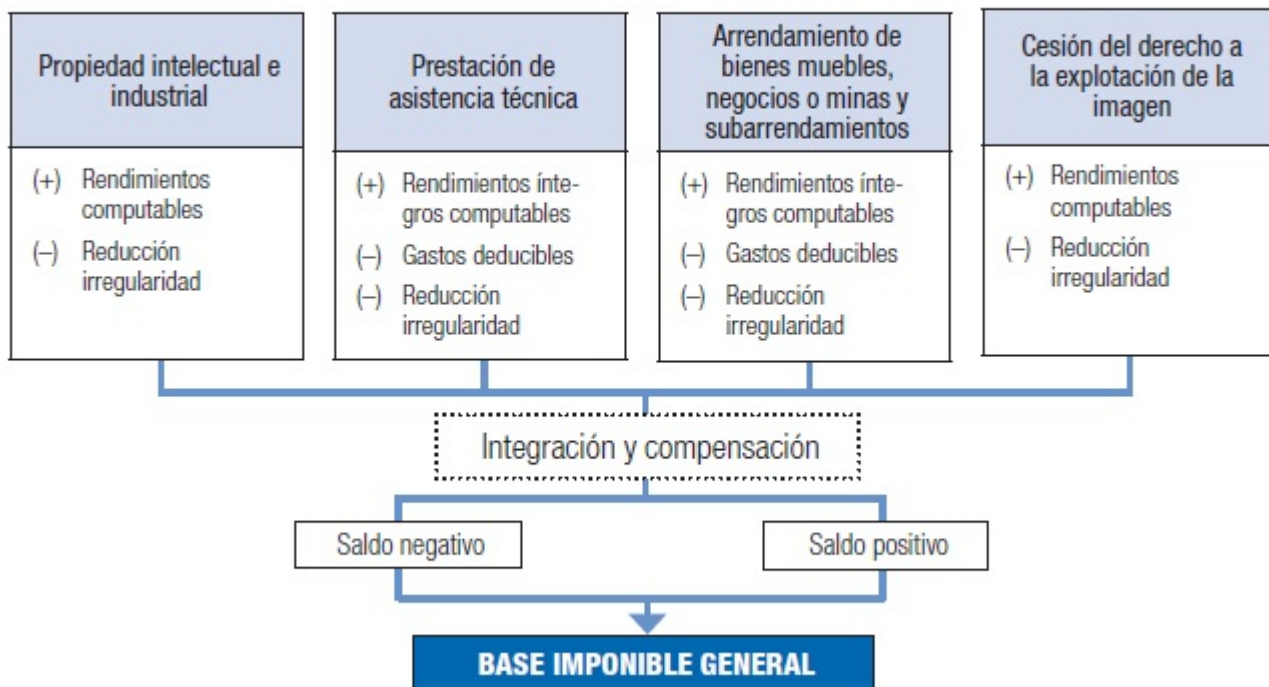 Propiedad intelectual e
industrial
(+) Rendimientos
computables
(–) Reducción
irregularidad
Prestación de
asistencia técnica
(+) Rendimientos ínte-
gros computables
(–) Gastos deducibles
(–) Reducción
irregularidad
Arrendamiento de
bienes muebles,
negocios o minas y
subarrendamientos
(+) Rendimientos ínte-
gros computables
(–) Gastos deducibles
(–) Reducción
irregularidad
Cesión del derecho a
la explotación de la
imagen
(+) Rendimientos
computables
(–) Reducción
irregularidad
Integración y compensación
Saldo negativo
Saldo positivo
BASE IMPONIBLE GENERAL